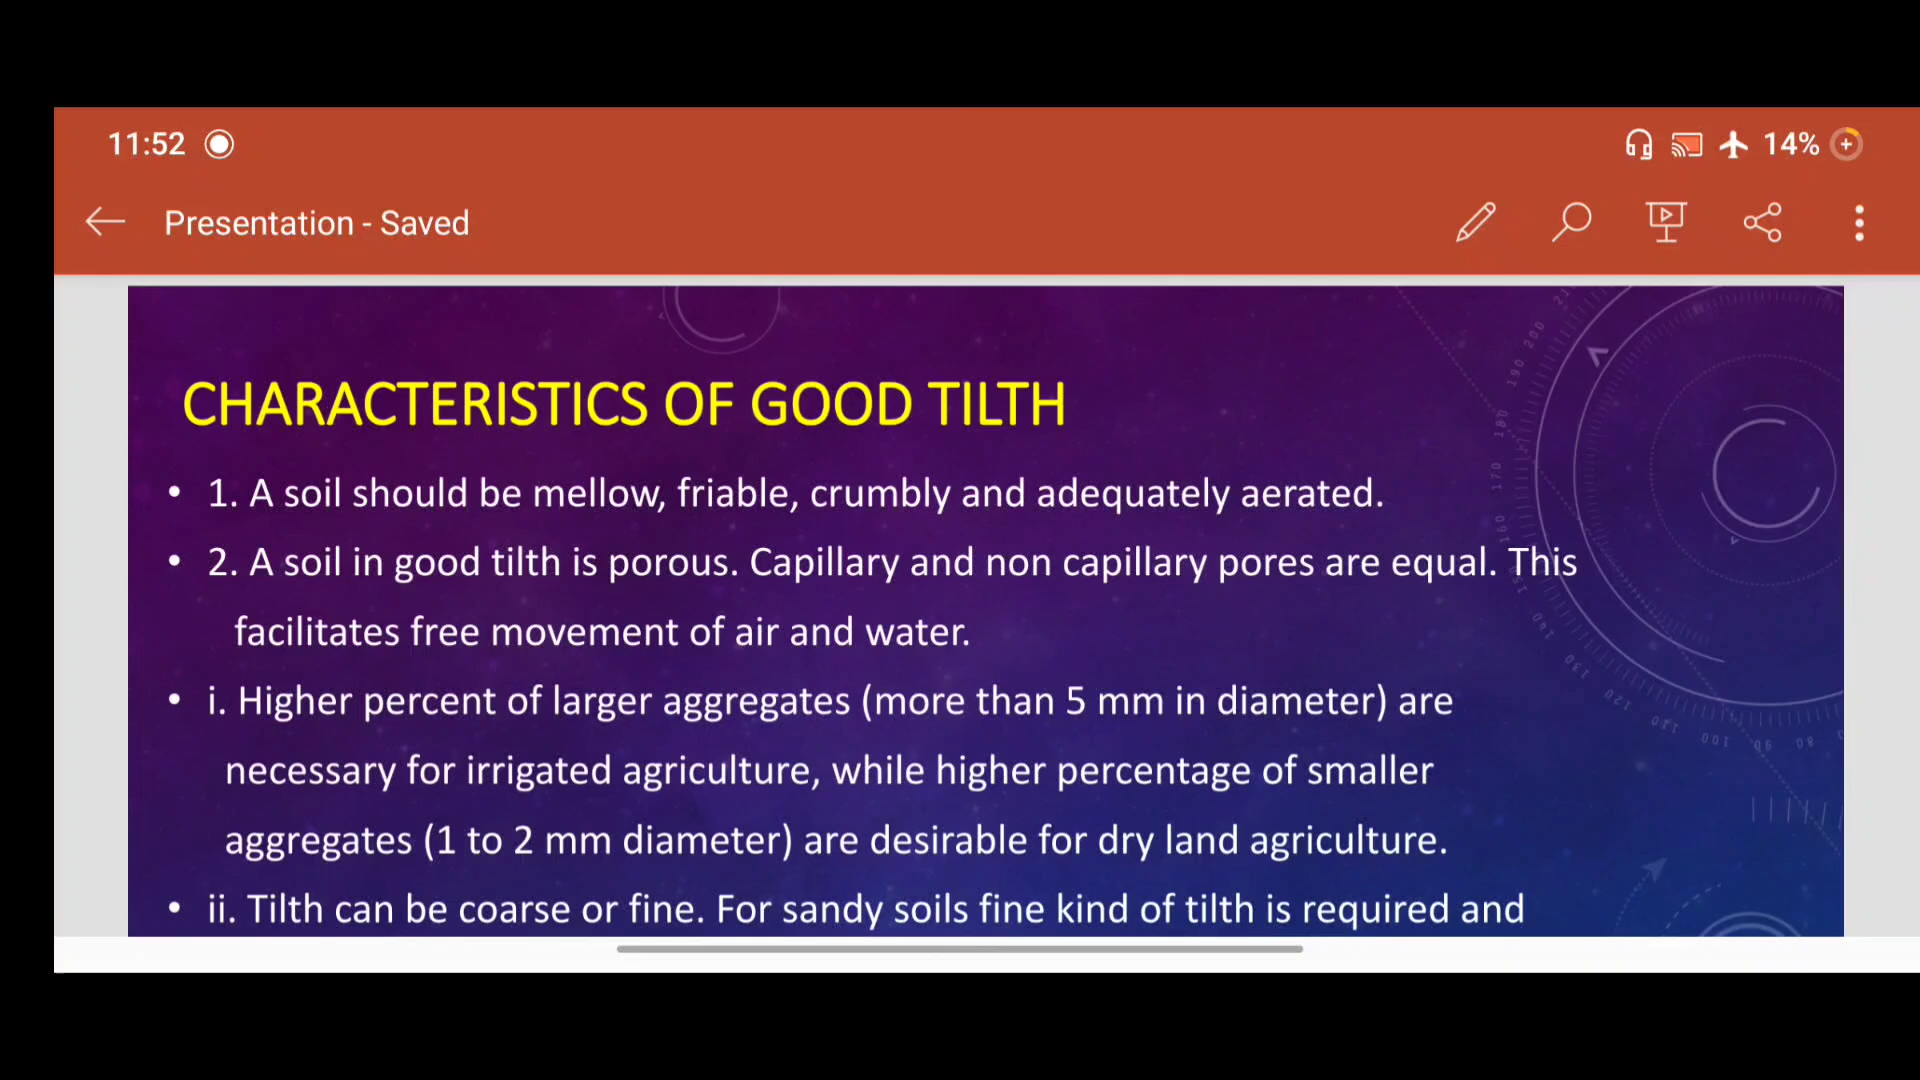 11:52
14%
Presentation - Saved
CHARACTERISTICS OF GOOD TILTH
• 1. A soil should be mellow, friable, crumbly and adequately aerated.
• 2. A soil in good tilth is porous. Capillary and non capillary pores are equal. This
facilitates free movement of air and water.
• i. Higher percent of larger aggregates (more than 5 mm in diameter) are
necessary for irrigated agriculture, while higher percentage of smaller
aggregates (1 to 2 mm diameter) are desirable for dry land agriculture.
• ii. Tilth can be coarse or fine. For sandy soils fine kind of tilth is required and